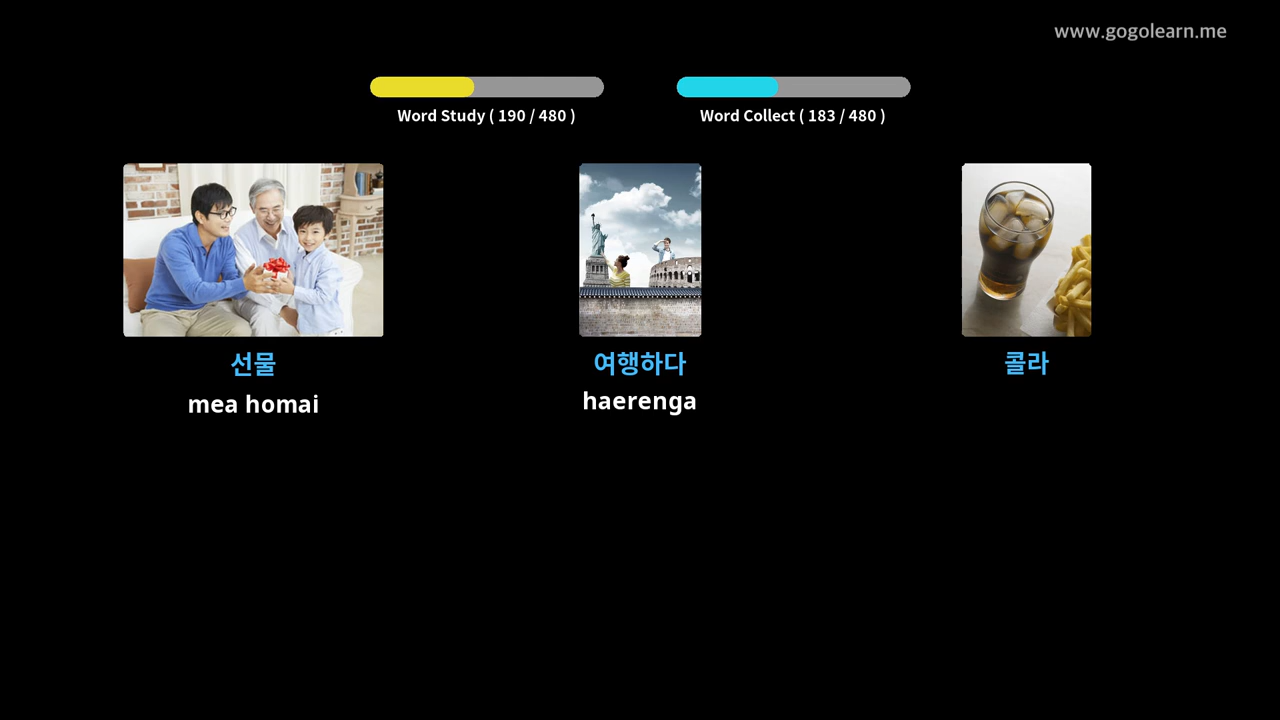 www.gogolearn.me
Word Study ( 190 / 480 )
Word Collect ( 183 / 480 )
선물
mea homai
여행하다
haerenga
콜라